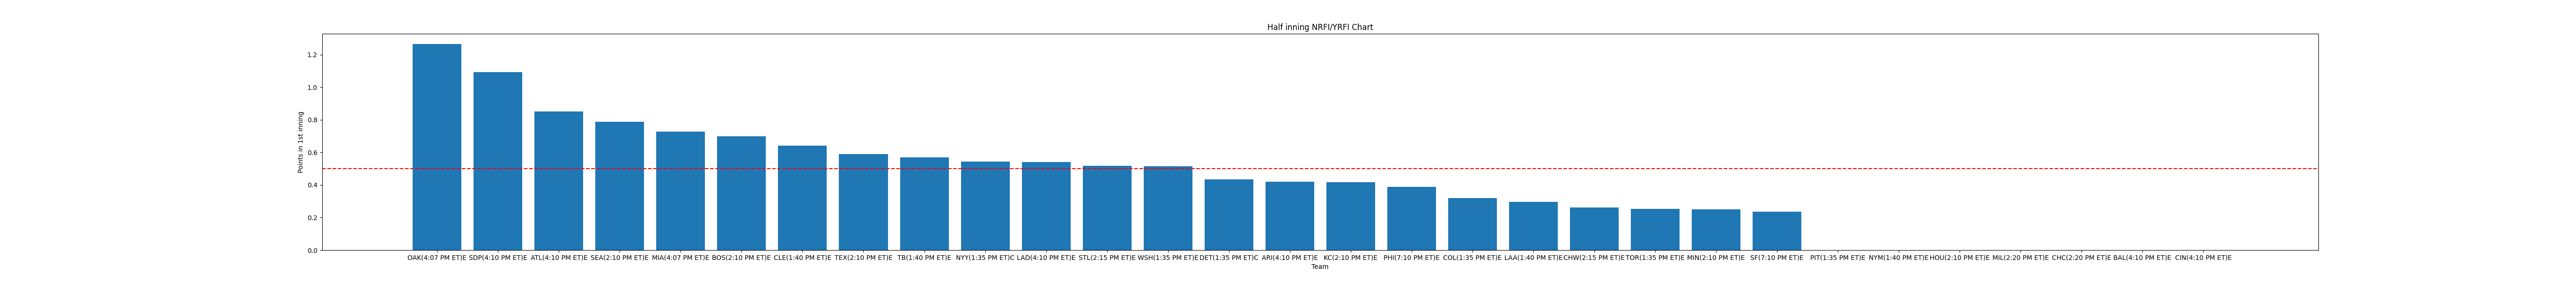 Half inning NRFI/YRFI Chart
Points in 1st inning
1.2
1.0
0.8
0.6
0.4
0.2
0.0
OAK(4:07 PM ET)E SDP(4:10 PM ET)E ATL(4:10 PM ET)E SEA(2:10 PM ET)E MIA(4:07 PM ET)E BOS(2:10 PM ET)E CLE(1:40 PM ET)E TEX(2:10 PM ET)E TB(1:40 PM ET)E NYY(1:35 PM ET)C LAD(4:10 PM ET)E STL(2:15 PM ET)E WSH(1:35 PM ET)E DET(1:35 PM ET)C ARI(4:10 PM ET)E KC(2:10 PM ET)E PHI(7:10 PM ET)E COL(1:35 PM ET)E LAA(1:40 PM ET)E CHW(2:15 PM ET)E TOR(1:35 PM ET)E MIN(2:10 PM ET)E SF(7:10 PM ET)E PIT(1:35 PM ET)E NYM(1:40 PM ET)E HOU(2:10 PM ET)E MIL(2:20 PM ET)E CHC(2:20 PM ET)E BAL(4:10 PM ET)E CIN(4:10 PM ET)E
Team